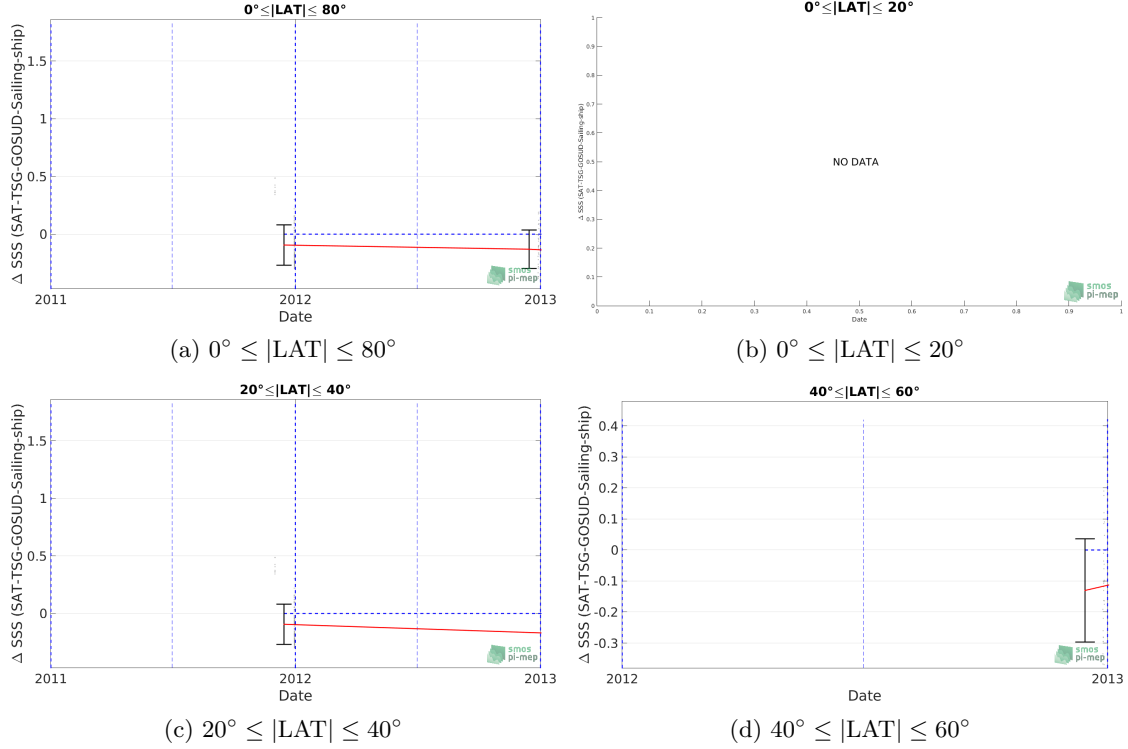 0°≤|LAT|≤ 80°
Δ SSS (SAT-TSG-GOSUD-Sailing-ship)
1.5
1
0.5
0
2011
2012
2013
Date
smos
pi-mep
(a) 0° ≤ |LAT| ≤ 80°
0°≤|LAT|≤ 20°
Δ SSS (SAT-TSG-GOSUD-Sailing-ship)
1
0.9
0.8
0.7
0.6
0.5
0.4
0.3
0.2
0.1
0
NO DATA
0
0.1
0.2
0.3
0.4
0.5
0.6
0.7
0.8
0.9
1
Date
smos
pi-mep
(b) 0° ≤ |LAT| ≤ 20°
20°≤|LAT|≤ 40°
Δ SSS (SAT-TSG-GOSUD-Sailing-ship)
1.5
1
0.5
0
2011
2012
2013
Date
smos
pi-mep
(c) 20° ≤ |LAT| ≤ 40°
40°≤|LAT|≤ 60°
Δ SSS (SAT-TSG-GOSUD-Sailing-ship)
0.4
0.3
0.2
0.1
0
-0.1
-0.2
-0.3
2012
2013
Date
smos
pi-mep
(d) 40° ≤ |LAT| ≤ 60°